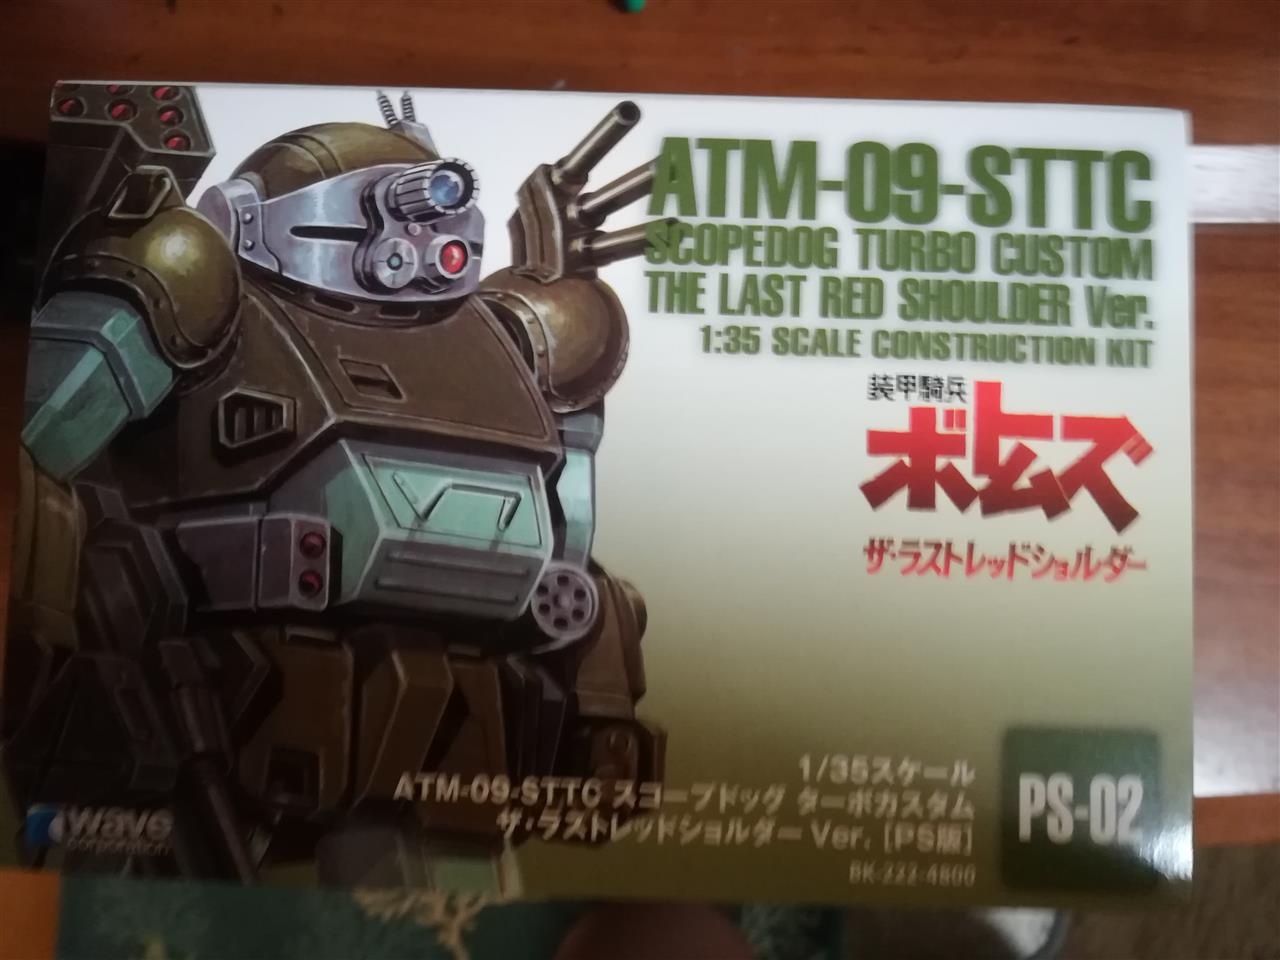 ATM-09-STTC
SCOPEDOG TURBO CUSTOM
THE LAST RED SHOULDER Ver.
1:35 SCALE CONSTRUCTION KIT
装甲騎兵
ボトムズ
ザ・ラストレッドショルダー
1/35スケール
ATM-09-STTC スコープドッグ ターボカスタム
ザ・ラストレッドショルダー Ver. [PS版]
BK-222-4800
PS-02
wave
corporation